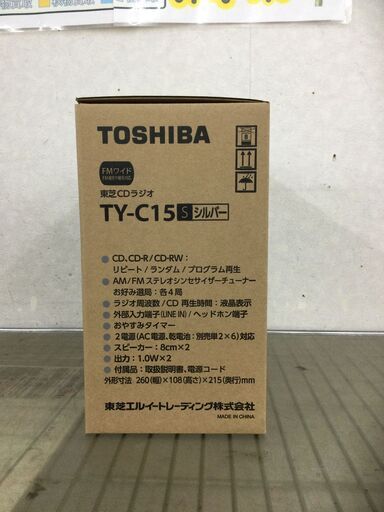 TOSHIBA
FMワイド
FM補完中継局対応
東芝CDラジオ
TY-C15 S シルバー
●CD、CD-R/CD-RW:
リピート/ランダム/プログラム再生
●AM/FMステレオシンセサイザーチューナー
お好み選局:各4局
●ラジオ周波数/CD再生時間:液晶表示
●外部入力端子(LINE IN)/ヘッドホン端子
●おやすみタイマー
●2電源(AC電源、乾電池:別売単2×6)対応
●スピーカー:8cm×2
●出力:1.0W×2
●付属品:取扱説明書、電源コード
外形寸法:260(幅)×108(高さ)×215(奥行)mm
東芝エルイートレーディング株式会社
MADE IN CHINA